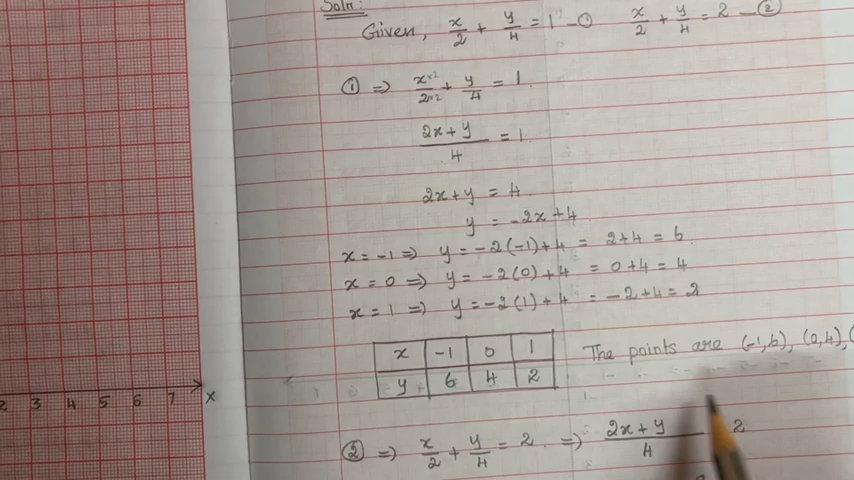 Soln:
Given, x/2 + y/4 = 1 - ① x/2 + y/4 = 2 - ②
① ⇒ x×2/2×2 + y/4 = 1.
2x+y/4 = 1.
2x+y = 4
y = -2x+4.
x = -1 ⇒ y = -2(-1)+4 = 2+4 = 6
x = 0 ⇒ y = -2(0)+4 = 0+4 = 4
x = 1 ⇒ y = -2(1)+4 = -2+4 = 2
x -1 0 1
y 6 4 2
The points are (-1,6), (0,4), (
2 3 4 5 6 7 X
② ⇒ x/2 + y/4 = 2. ⇒ 2x+y/4 2